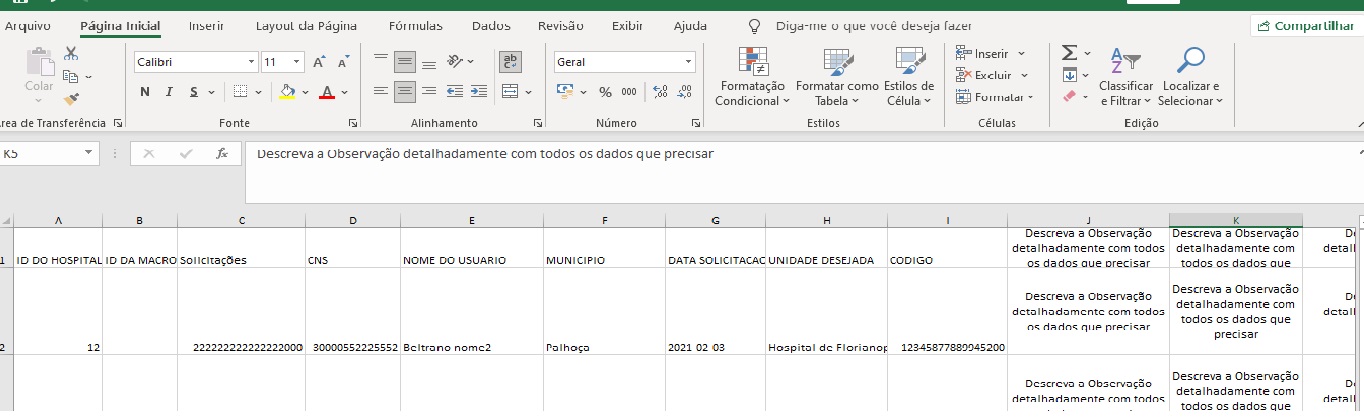 Arquivo Página Inicial Inserir Layout da Página Fórmulas Dados Revisão Exibir Ajuda Diga-me o que você deseja fazer Compartilhar
Colar
Área de Transferência
Calibri 11
N I S
Fonte
ab
Alinhamento
Geral
% 000
Número
Formatação Condicional
Formatar como Tabela
Estilos de Célula
Estilos
Inserir
Excluir
Formatar
Células
Classificar e Filtrar
Localizar e Selecionar
Edição
K5 fx Descreva a Observação detalhadamente com todos os dados que precisar
A B C D E F G H I J K
1 ID DO HOSPITAL ID DA MACRO Solicitações CNS NOME DO USUARIO MUNICIPIO DATA SOLICITACAO UNIDADE DESEJADA CODIGO
Descreva a Observação detalhadamente com todos os dados que precisar
Descreva a Observação detalhadamente com todos os dados que
2 12 222222222222222000 30000552225552 Beltrano nome2 Palhoça 2021-02-03 Hospital de Florianop 12345877889945200
Descreva a Observação detalhadamente com todos os dados que precisar
Descreva a Observação detalhadamente com todos os dados que precisar
Descreva a Observação detalhadamente com todos
Descreva a Observação detalhadamente com todos os dados que